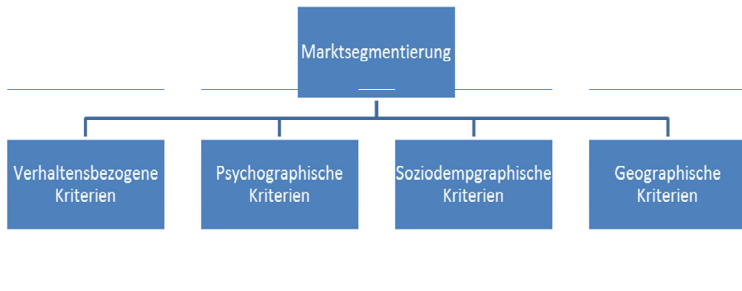 Marktsegmentierung
Verhaltensbezogene
Kriterien
Psychographische
Kriterien
Soziodempgraphische
Kriterien
Geographische
Kriterien